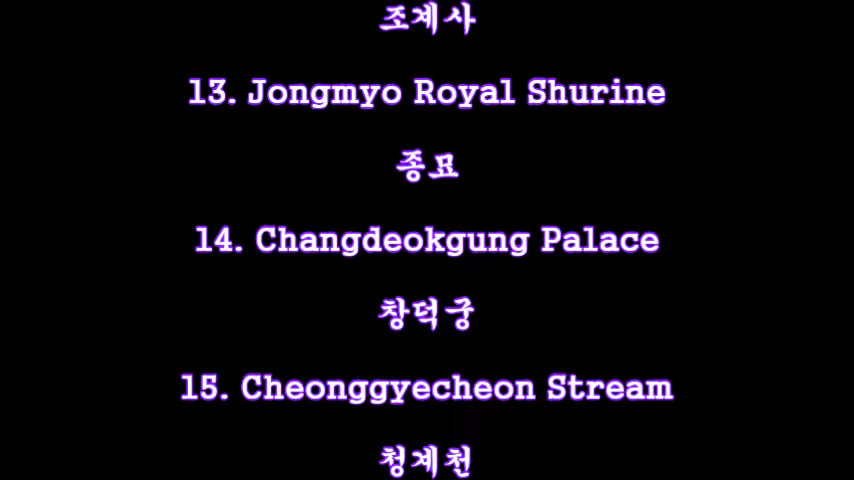 조계사
13. Jongmyo Royal Shurine
종묘
14. Changdeokgung Palace
창덕궁
15. Cheonggyecheon Stream
청계천